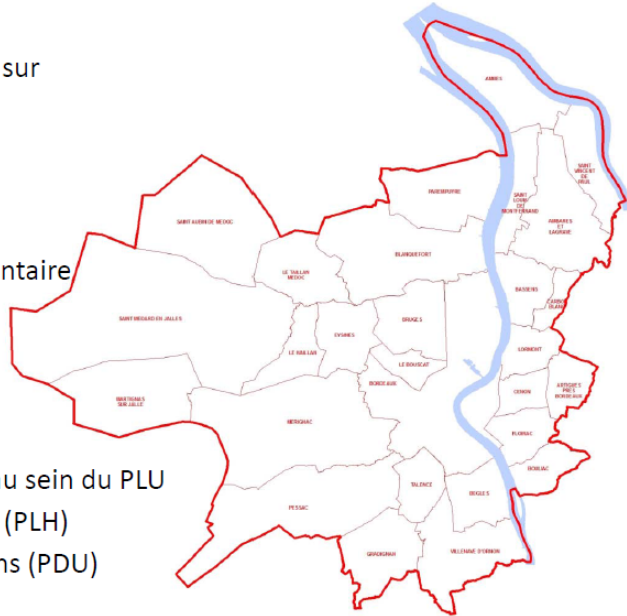 sur
entaire
au sein du PLU
(PLH)
ns (PDU)
AMBES
SAINT
VINCENT
DE
PAUL
SAINT
LOUIS
DE
MONTFERRAND
AMBARES
ET
LAGRAVE
PAREMPUYRE
SAINT AUBIN DE MEDOC
BLANQUEFORT
LE TAILLAN
MEDOC
BASSENS
CARBON
BLANC
SAINT MEDARD EN JALLES
BRUGES
EYSINES
LE HAILLAN
LORMONT
LE BOUSCAT
BORDEAUX
CENON
ARTIGUES
PRES
BORDEAUX
MARTIGNAS
SUR JALLE
MERIGNAC
FLOIRAC
BOULIAC
TALENCE
BEGLES
PESSAC
GRADIGNAN
VILLENAVE D'ORNON